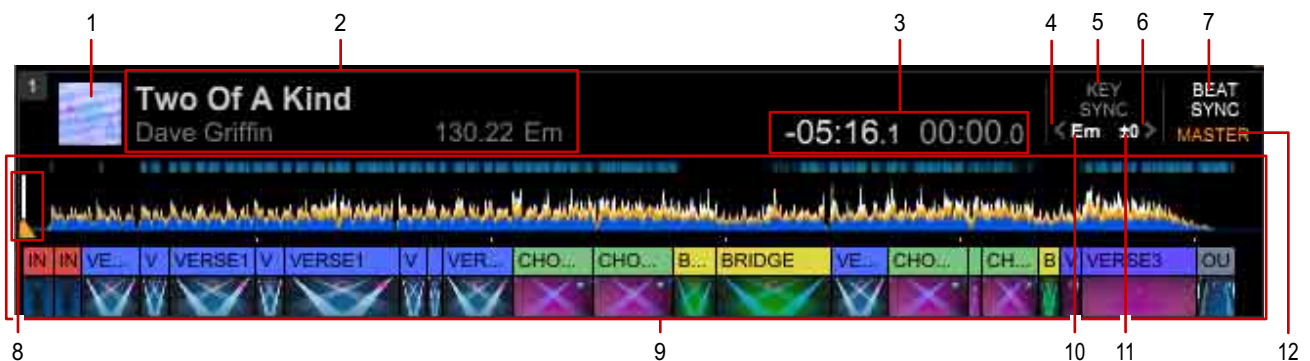 1 2 3 4 5 6 7
1
Two Of A Kind
Dave Griffin 130.22 Em
-05:16.1 00:00.0
KEY
SYNC
< Em ±0 >
BEAT
SYNC
MASTER
IN IN VE... V VERSE1 V VERSE1 V VER... CHO... CHO... B... BRIDGE VE... CHO... CH... B V VERSE3 OU
8 9 10 11 12